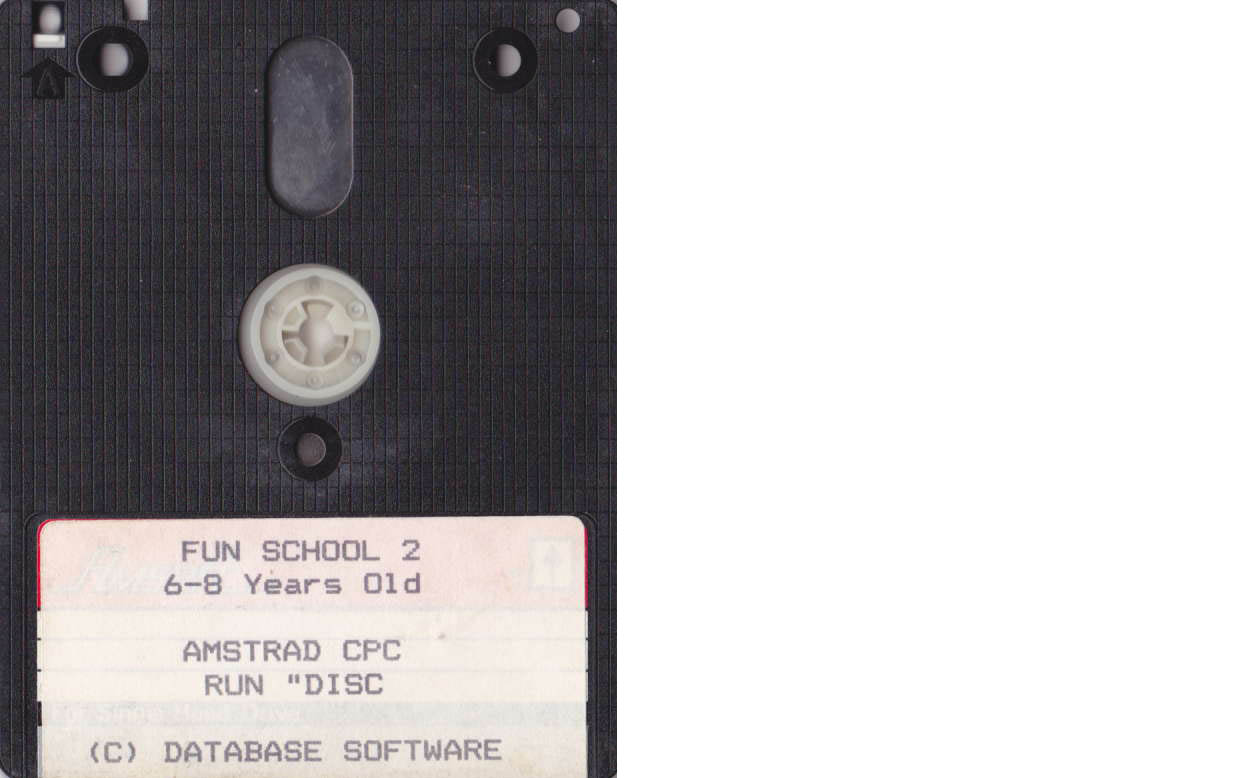 FUN SCHOOL 2
6-8 Years Old
AMSTRAD CPC
RUN "DISC
(C) DATABASE SOFTWARE